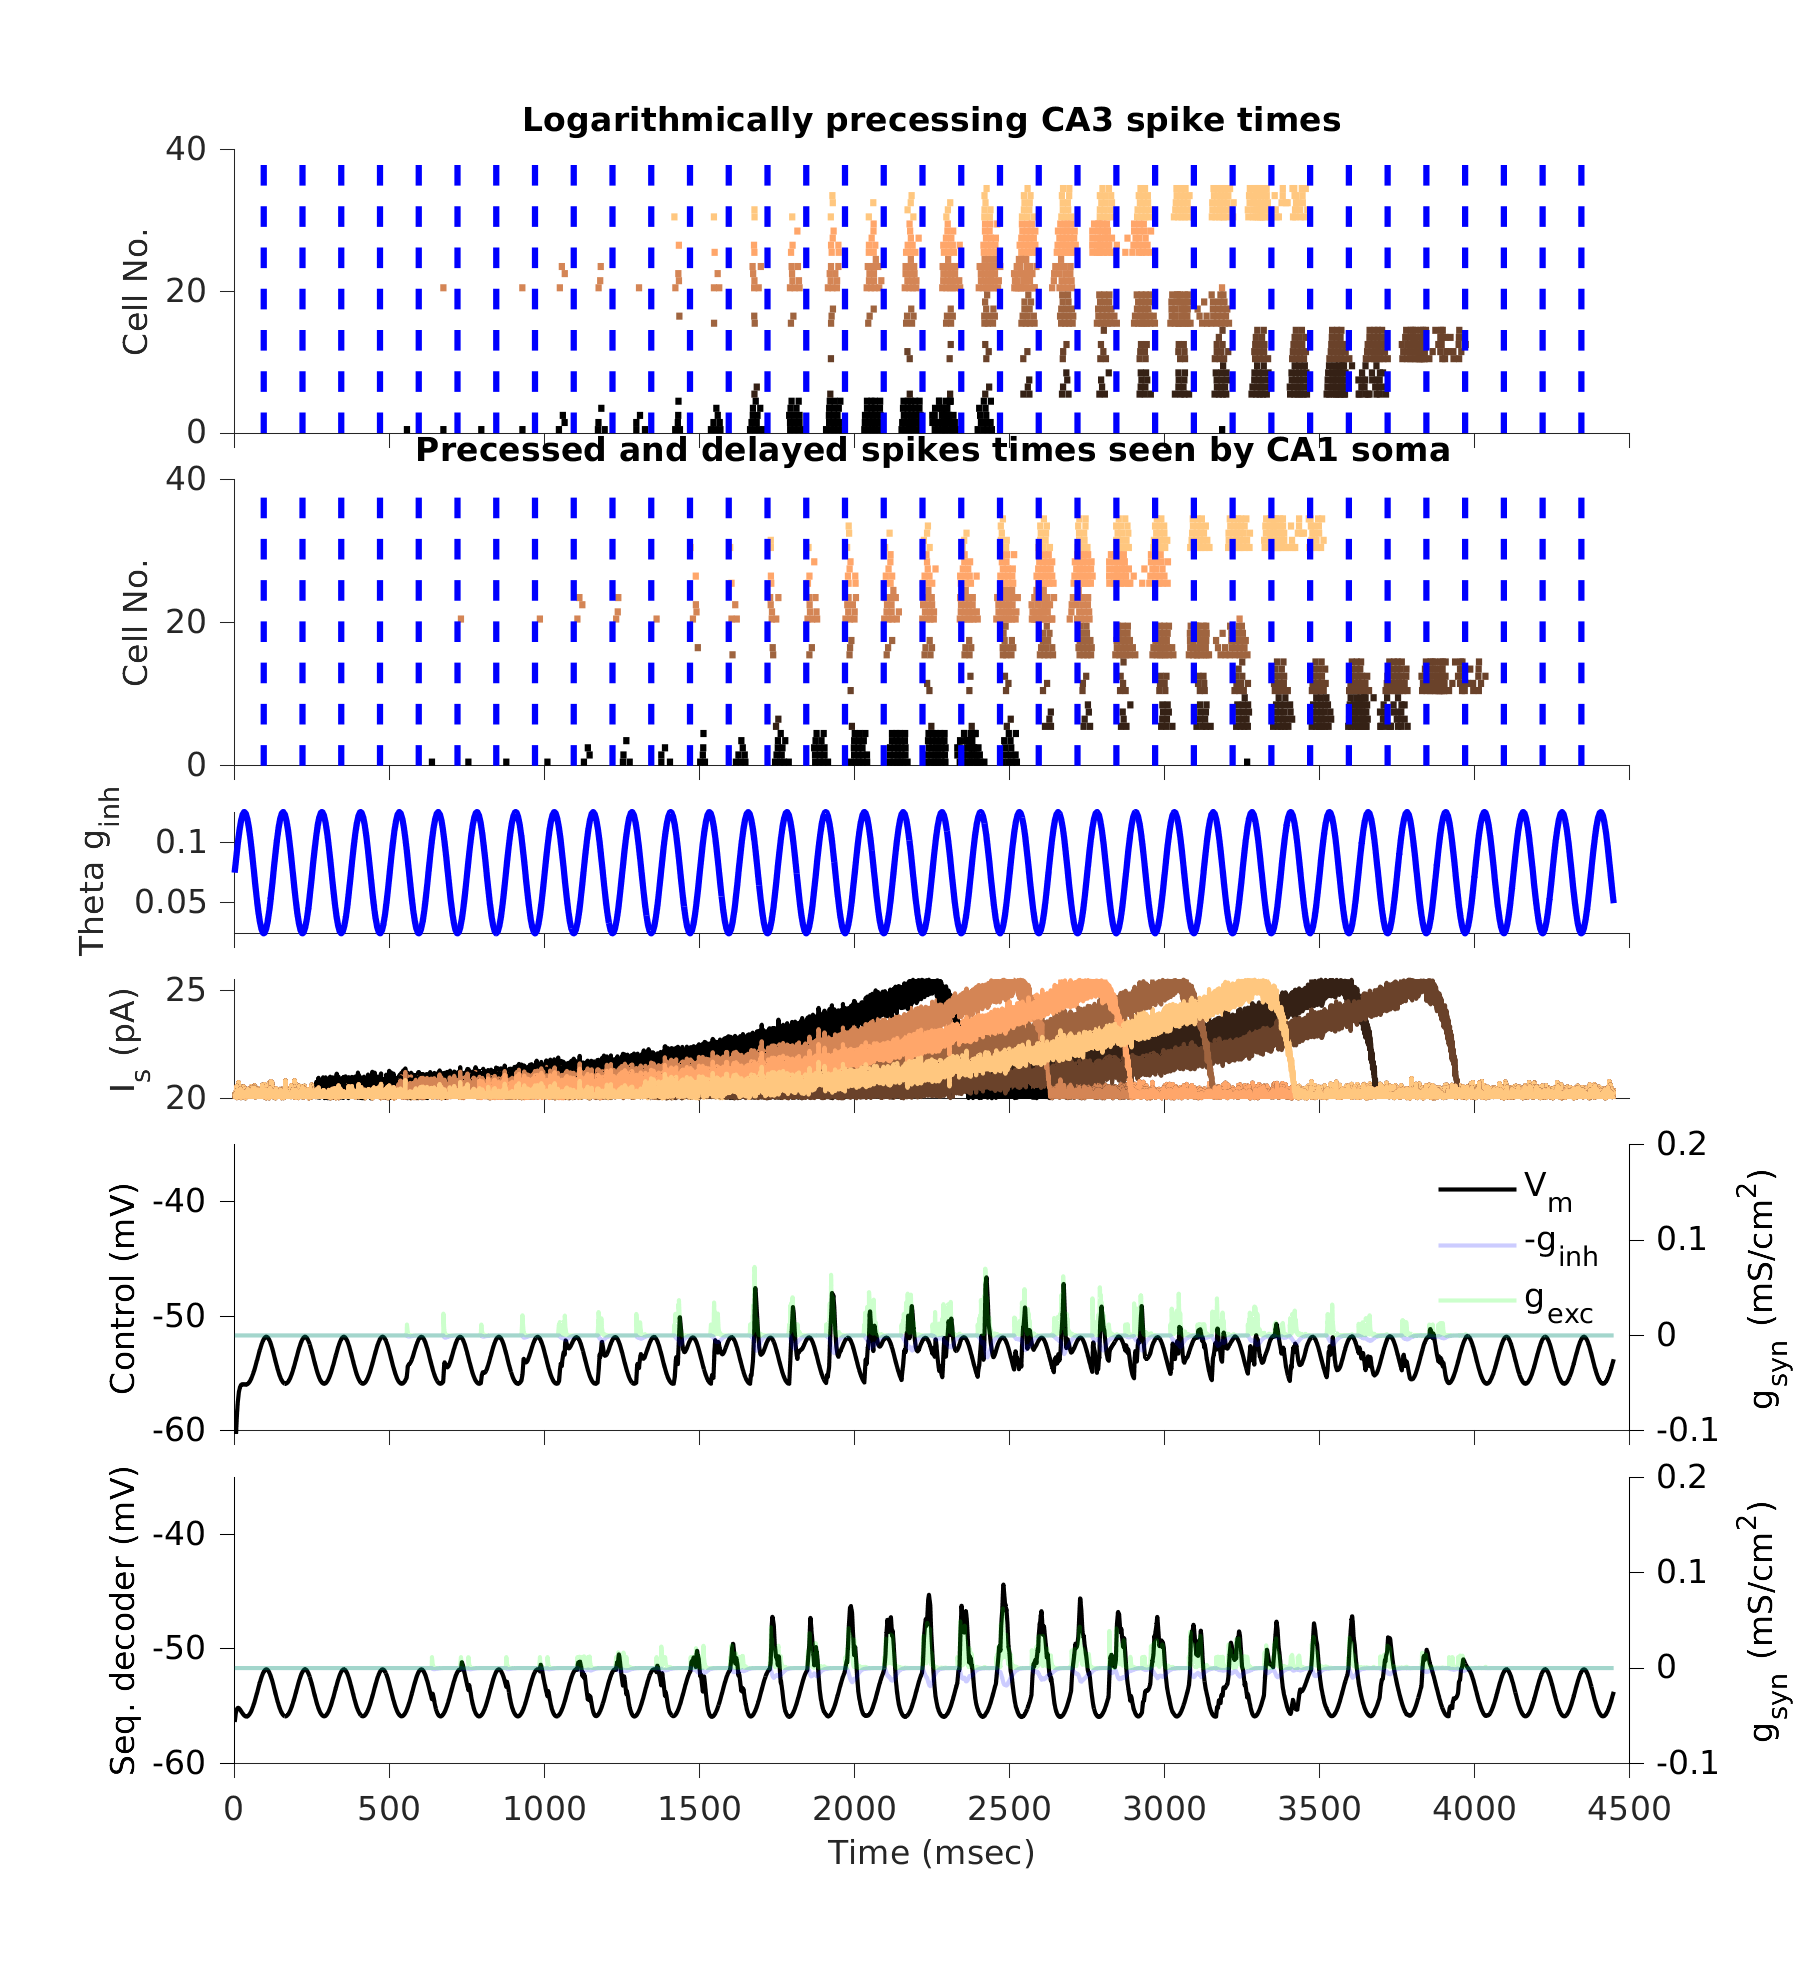 Logarithmically precessing CA3 spike times
40
20
0
Cell No.
Precessed and delayed spikes times seen by CA1 soma
40
20
0
Cell No.
0.1
0.05
Theta g_inh
25
20
I_s (pA)
-40
-50
-60
Control (mV)
V_m
-g_inh
g_exc
0.2
0.1
0
-0.1
g_syn (mS/cm^2)
-40
-50
-60
Seq. decoder (mV)
0.2
0.1
0
-0.1
g_syn (mS/cm^2)
0 500 1000 1500 2000 2500 3000 3500 4000 4500
Time (msec)